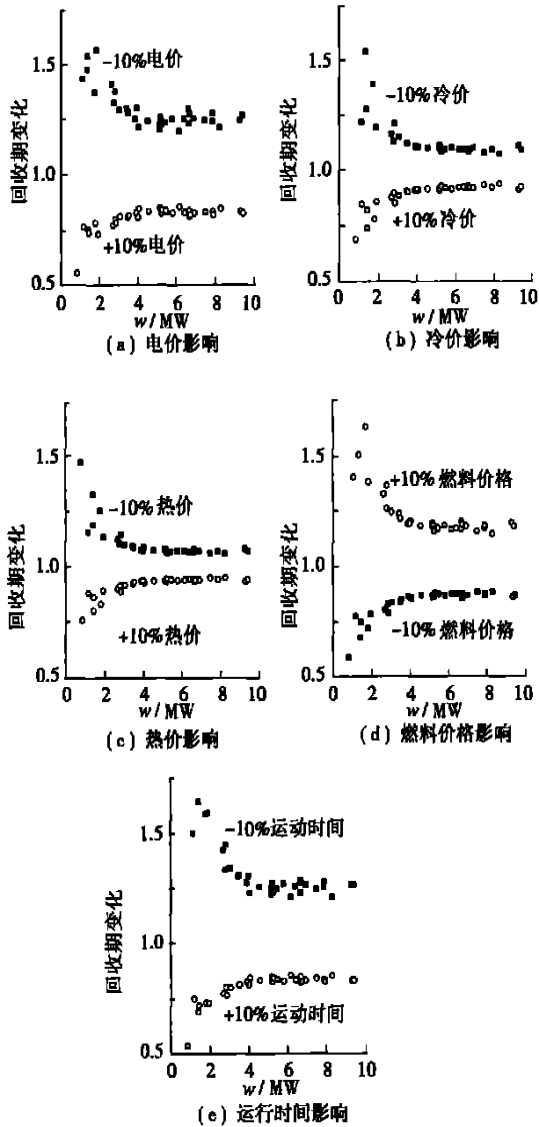 1.5
1.0
0.5
回收期变化
-10%电价
+10%电价
0 2 4 6 8 10
w/MW
(a) 电价影响
1.5
1.0
0.5
回收期变化
-10%冷价
+10%冷价
0 2 4 6 8 10
w/MW
(b) 冷价影响
1.5
1.0
0.5
回收期变化
-10%热价
+10%热价
0 2 4 6 8 10
w/MW
(c) 热价影响
1.5
1.0
0.5
回收期变化
+10%燃料价格
-10%燃料价格
0 2 4 6 8 10
w/MW
(d) 燃料价格影响
1.5
1.0
0.5
回收期变化
-10%运动时间
+10%运动时间
0 2 4 6 8 10
w/MW
(e) 运行时间影响